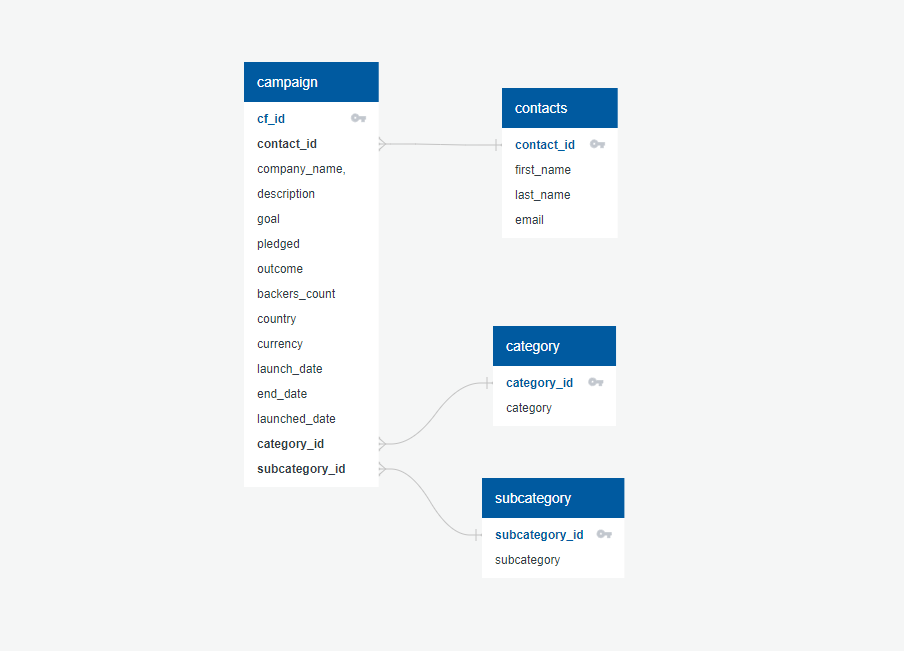 campaign
cf_id
contact_id
company_name,
description
goal
pledged
outcome
backers_count
country
currency
launch_date
end_date
launched_date
category_id
subcategory_id
contacts
contact_id
first_name
last_name
email
category
category_id
category
subcategory
subcategory_id
subcategory